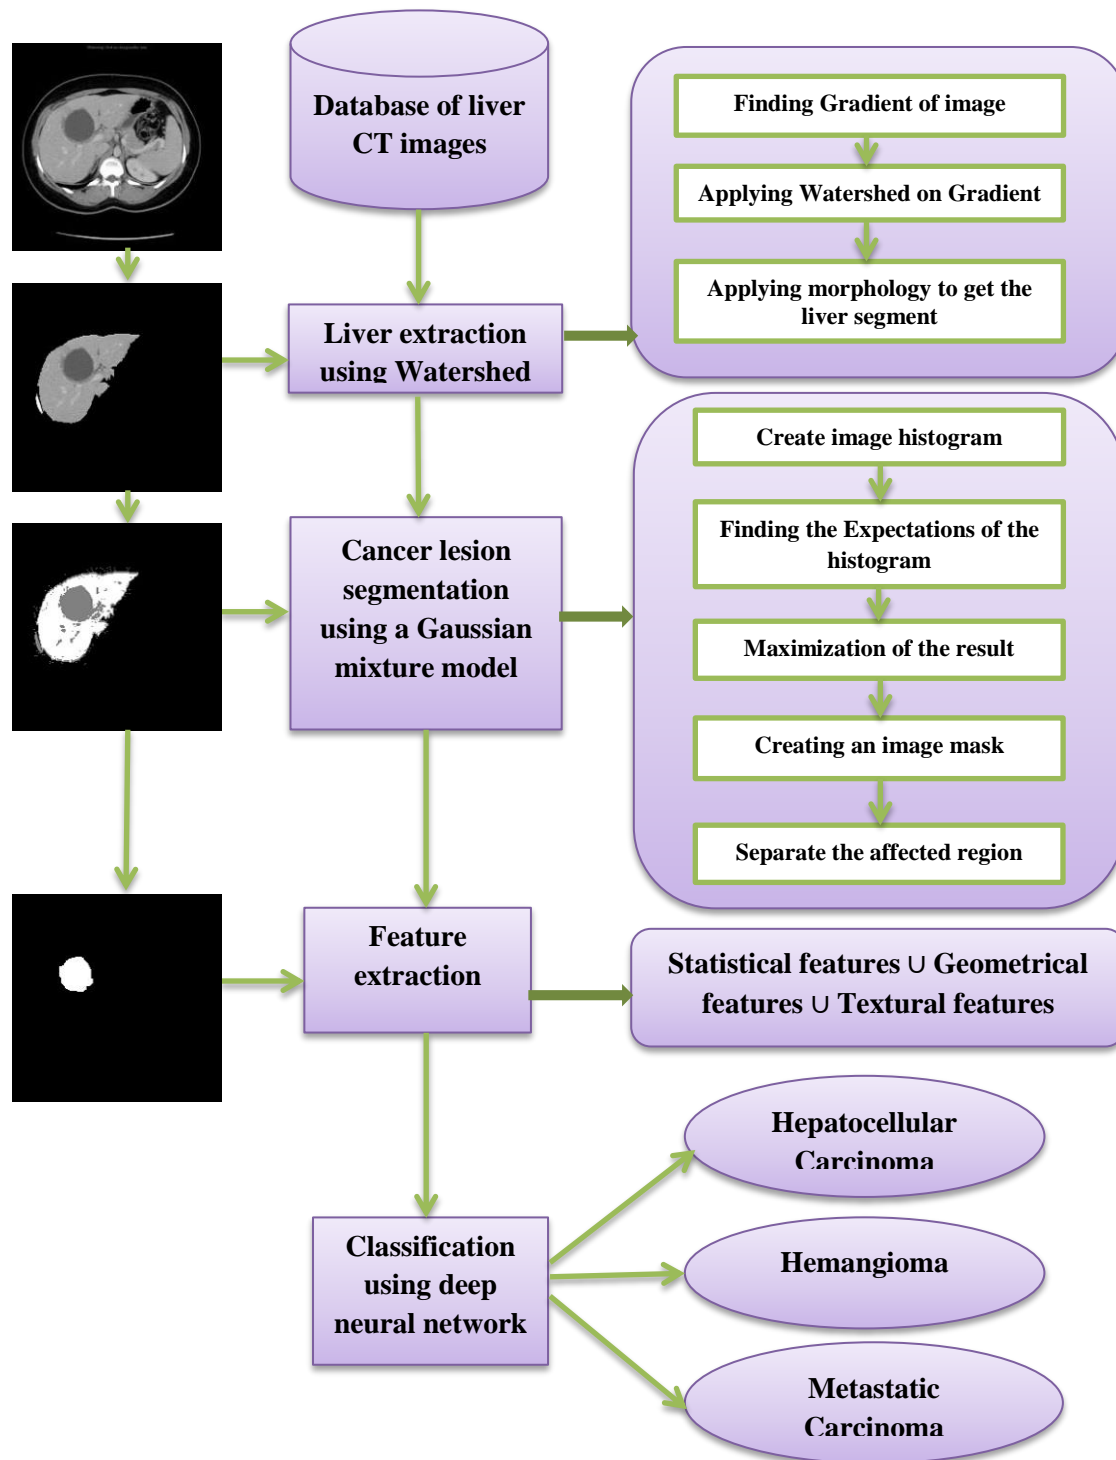 Database of liver
CT images
Finding Gradient of image
Applying Watershed on Gradient
Applying morphology to get the
liver segment
Liver extraction
using Watershed
Create image histogram
Finding the Expectations of the
histogram
Maximization of the result
Creating an image mask
Separate the affected region
Cancer lesion
segmentation
using a Gaussian
mixture model
Feature
extraction
Statistical features ∪ Geometrical
features ∪ Textural features
Classification
using deep
neural network
Hepatocellular
Carcinoma
Hemangioma
Metastatic
Carcinoma